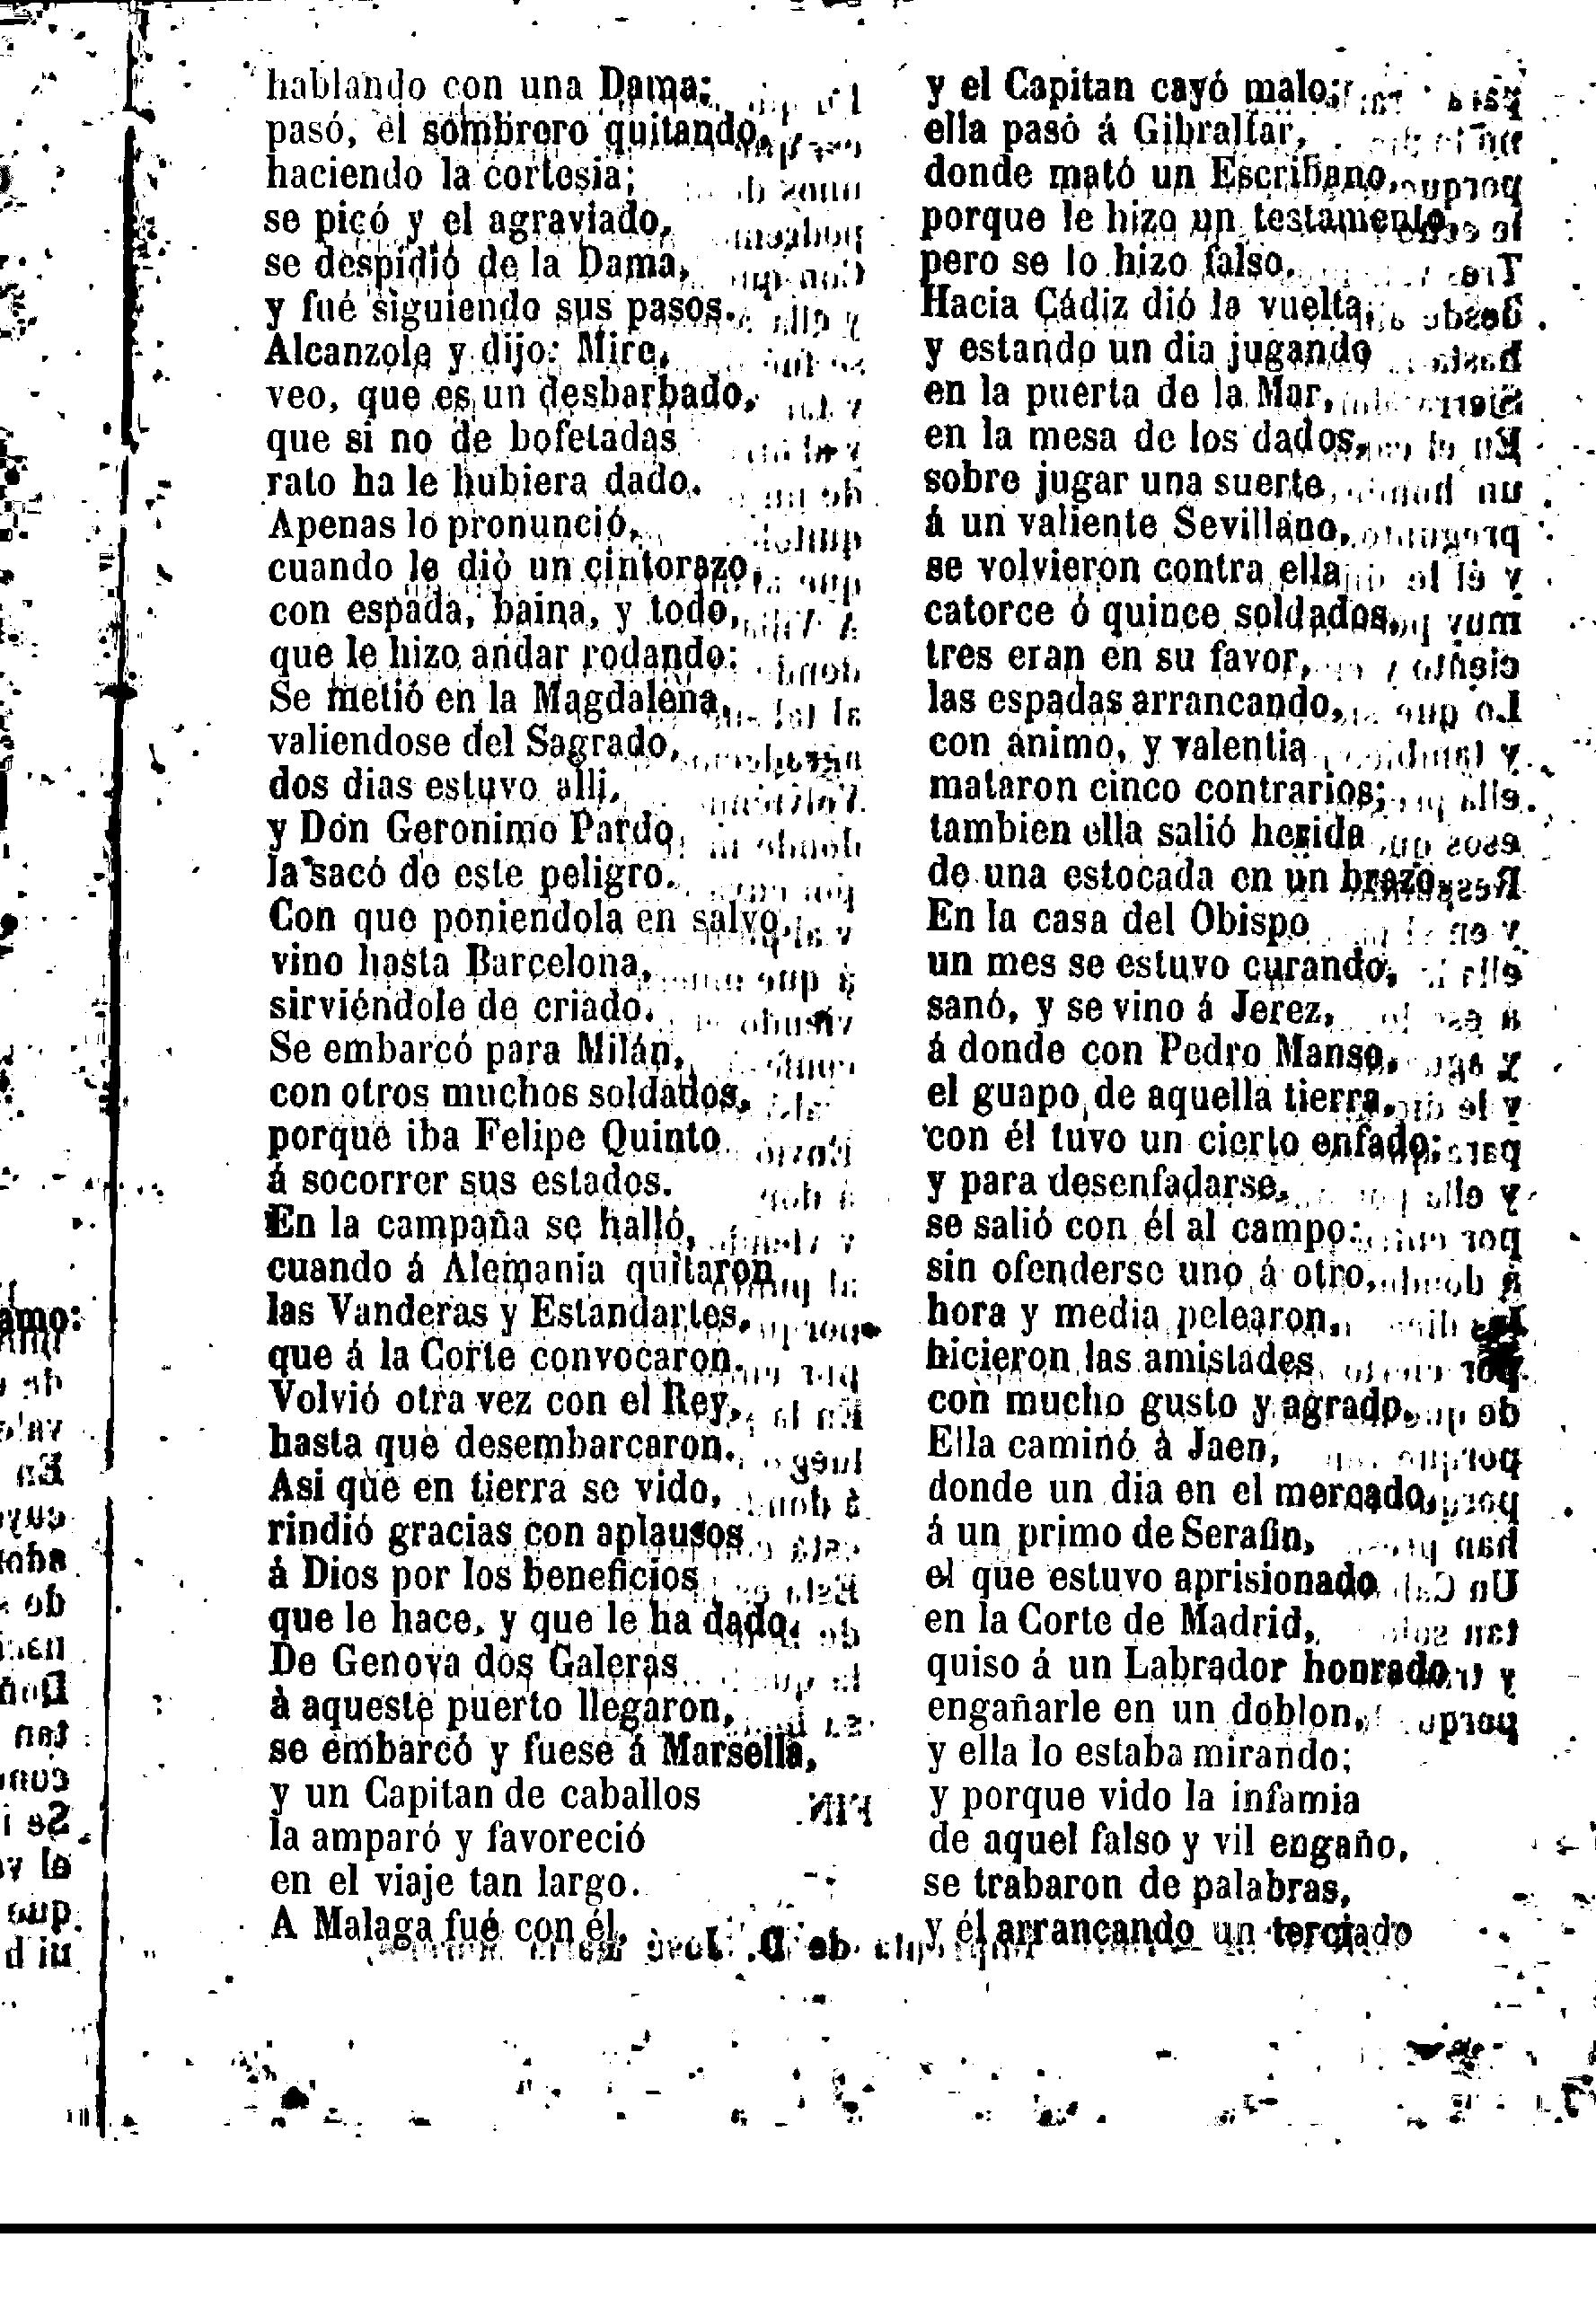 hablando con una Dama;
pasó, el sombrero quitando,
haciendo la cortesia;
se picó y el agraviado,
se despidió de la Dama,
y fué siguiendo sus pasos.
Alcanzole y dijo: Mire,
veo, que es un desbarbado,
que si no de bofetadas
rato ha le hubiera dado.
Apenas lo pronunció,
cuando le dió un cintorazo,
con espada, baina, y todo,
que le hizo andar rodando:
Se metió en la Magdalena,
valiendose del Sagrado,
dos dias estuvo alli,
y Don Geronimo Pardo
la sacó de este peligro.
Con que poniendola en salvo,
vino hasta Barcelona,
sirviéndole de criado.
Se embarcó para Milán,
con otros muchos soldados,
porque iba Felipe Quinto
á socorrer sus estados.
En la campaña se halló,
cuando á Alemania quitaron
las Vanderas y Estandartes,
que á la Corte convocaron.
Volvió otra vez con el Rey,
hasta que desembarcaron.
Asi que en tierra se vido,
rindió gracias con aplausos
á Dios por los beneficios
que le hace, y que le ha dado.
De Genova dos Galeras
à aqueste puerto llegaron,
se embarcó y fuese á Marsella,
y un Capitan de caballos
la amparó y favoreció
en el viaje tan largo.
A Malaga fué con él,
y el Capitan cayó malo;
ella pasó á Gibraltar,
donde mató un Escribano,
porque le hizo un testamento,
pero se lo hizo falso.
Hacia Cádiz dió la vuelta,
y estando un dia jugando
en la puerta de la Mar,
en la mesa de los dados,
sobre jugar una suerte,
á un valiente Sevillano,
se volvieron contra ella
catorce ó quince soldados,
tres eran en su favor,
las espadas arrancando,
con ánimo, y valentia
mataron cinco contrarios;
tambien ella salió herida
de una estocada en un brazo.
En la casa del Obispo
un mes se estuvo curando,
sanó, y se vino á Jerez,
á donde con Pedro Manso,
el guapo de aquella tierra,
con él tuvo un cierto enfado:
y para desenfadarse,
se salió con él al campo:
sin ofenderse uno á otro,
hora y media pelearon,
hicieron las amistades
con mucho gusto y agrado.
Ella caminó à Jaen,
donde un dia en el mercado,
á un primo de Serafin,
el que estuvo aprisionado
en la Corte de Madrid,
quiso á un Labrador honrado
engañarle en un doblon,
y ella lo estaba mirando;
y porque vido la infamia
de aquel falso y vil engaño,
se trabaron de palabras,
y él arrancando un terciado